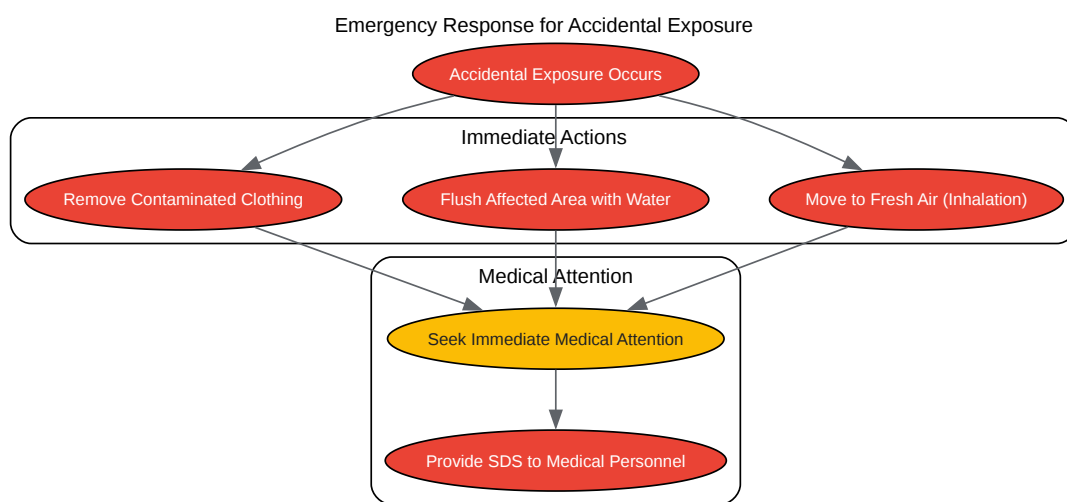 Emergency Response for Accidental Exposure
Accidental Exposure Occurs
Immediate Actions
Remove Contaminated Clothing
Flush Affected Area with Water
Move to Fresh Air (Inhalation)
Medical Attention
Seek Immediate Medical Attention
Provide SDS to Medical Personnel